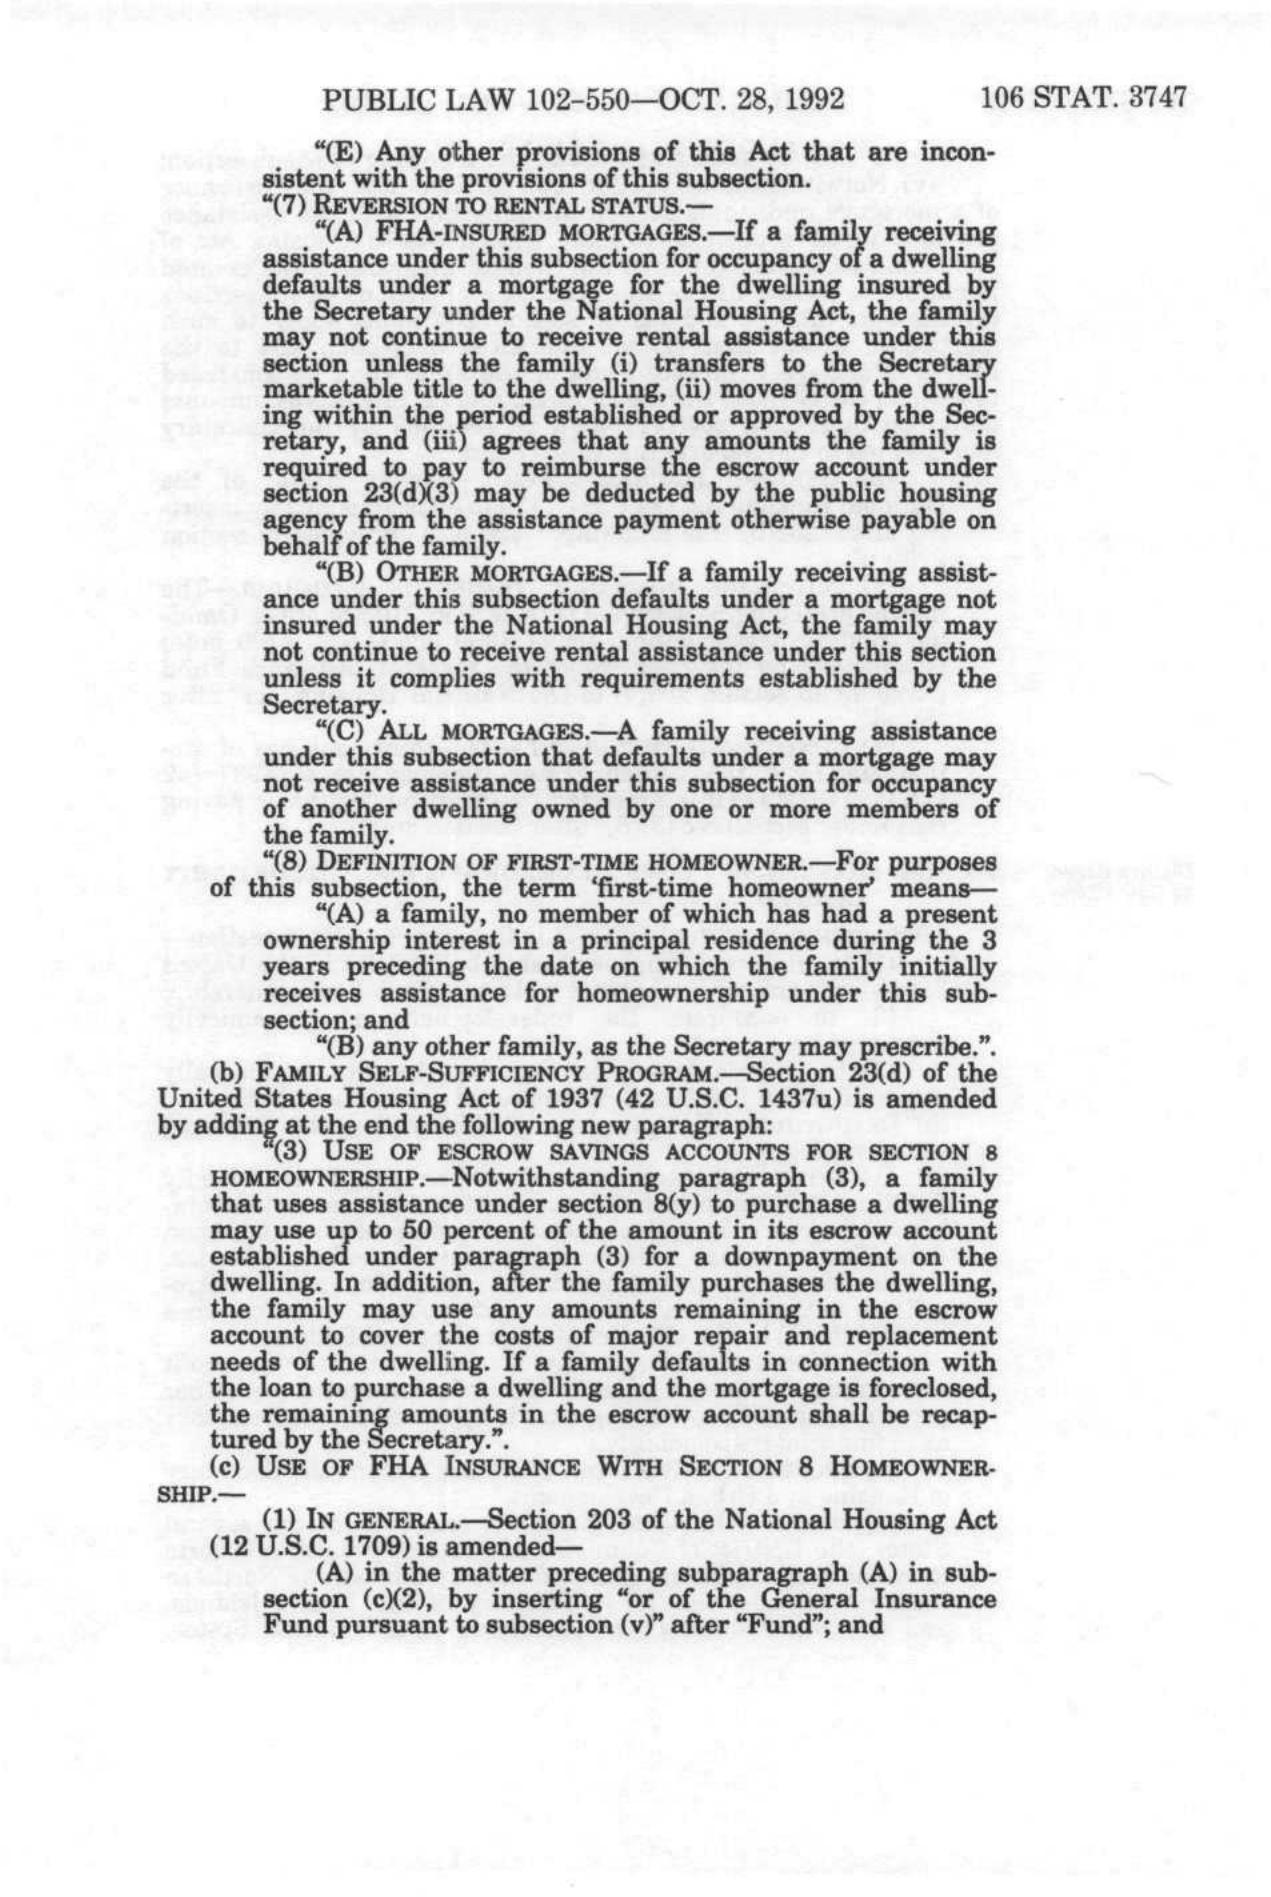 PUBLIC LAW 102-550—OCT. 28, 1992 106 STAT. 3747
“(E) Any other provisions of this Act that are incon-
sistent with the provisions of this subsection.
“(7) REVERSION TO RENTAL STATUS.—
“(A) FHA-INSURED MORTGAGES.—If a family receiving
assistance under this subsection for occupancy of a dwelling
defaults under a mortgage for the dwelling insured by
the Secretary under the National Housing Act, the family
may not continue to receive rental assistance under this
section unless the family (i) transfers to the Secretary
marketable title to the dwelling, (ii) moves from the dwell-
ing within the period established or approved by the Sec-
retary, and (iii) agrees that any amounts the family is
required to pay to reimburse the escrow account under
section 23(d)(3) may be deducted by the public housing
agency from the assistance payment otherwise payable on
behalf of the family.
“(B) OTHER MORTGAGES.—If a family receiving assist-
ance under this subsection defaults under a mortgage not
insured under the National Housing Act, the family may
not continue to receive rental assistance under this section
unless it complies with requirements established by the
Secretary.
“(C) ALL MORTGAGES.—A family receiving assistance
under this subsection that defaults under a mortgage may
not receive assistance under this subsection for occupancy
of another dwelling owned by one or more members of
the family.
“(8) DEFINITION OF FIRST-TIME HOMEOWNER.—For purposes
of this subsection, the term ‘first-time homeowner’ means—
“(A) a family, no member of which has had a present
ownership interest in a principal residence during the 3
years preceding the date on which the family initially
receives assistance for homeownership under this sub-
section; and
“(B) any other family, as the Secretary may prescribe.”.
(b) FAMILY SELF-SUFFICIENCY PROGRAM.—Section 23(d) of the
United States Housing Act of 1937 (42 U.S.C. 1437u) is amended
by adding at the end the following new paragraph:
“(3) USE OF ESCROW SAVINGS ACCOUNTS FOR SECTION 8
HOMEOWNERSHIP.—Notwithstanding paragraph (3), a family
that uses assistance under section 8(y) to purchase a dwelling
may use up to 50 percent of the amount in its escrow account
established under paragraph (3) for a downpayment on the
dwelling. In addition, after the family purchases the dwelling,
the family may use any amounts remaining in the escrow
account to cover the costs of major repair and replacement
needs of the dwelling. If a family defaults in connection with
the loan to purchase a dwelling and the mortgage is foreclosed,
the remaining amounts in the escrow account shall be recap-
tured by the Secretary.”.
(c) USE OF FHA INSURANCE WITH SECTION 8 HOMEOWNER-
SHIP.—
(1) IN GENERAL.—Section 203 of the National Housing Act
(12 U.S.C. 1709) is amended—
(A) in the matter preceding subparagraph (A) in sub-
section (c)(2), by inserting “or of the General Insurance
Fund pursuant to subsection (v)” after “Fund”; and